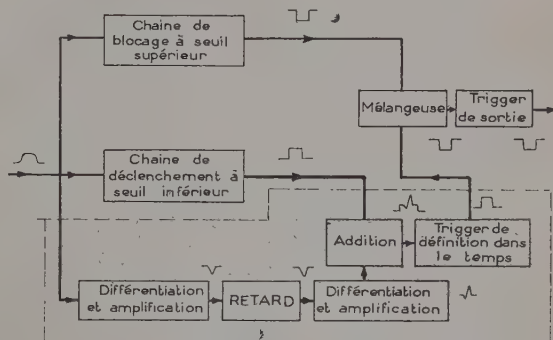 Chaine de
blocage à seuil
supérieur
Mélangeuse
Trigger
de sortie
Chaine de
déclenchement à
seuil inférieur
Addition
Trigger de
définition dans
le temps
Différentiation
et amplification
RETARD
Différentiation
et amplification